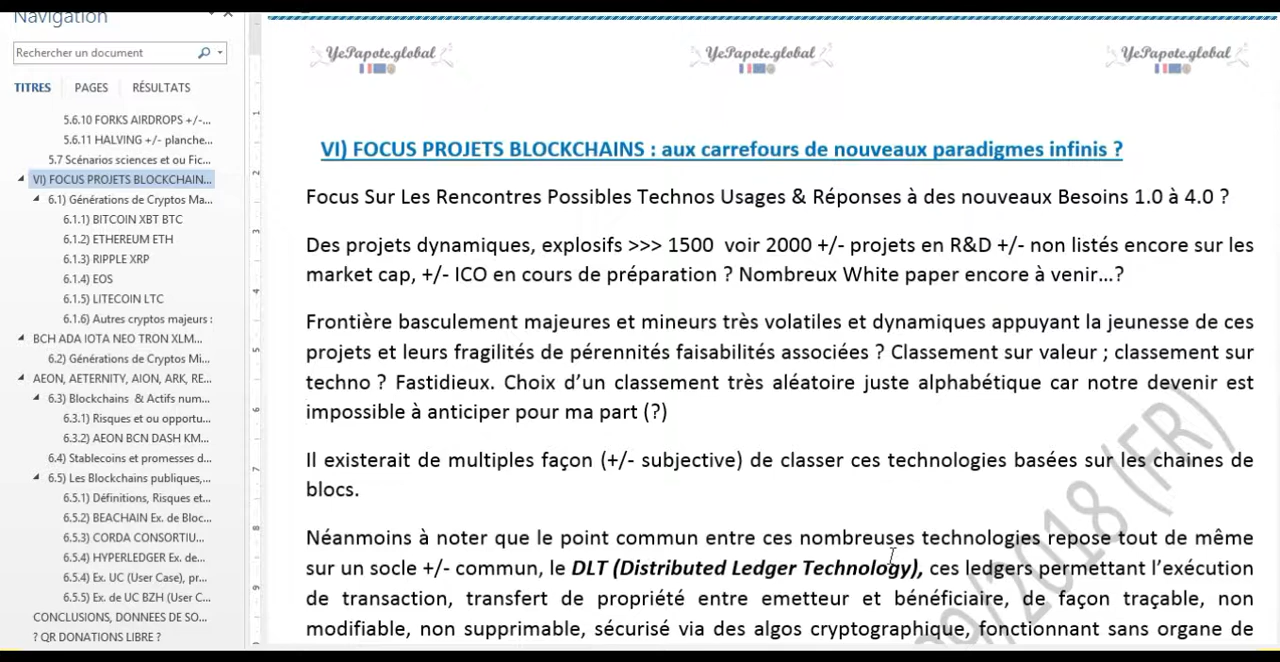 Navigation
Rechercher un document
TITRES PAGES RÉSULTATS
5.6.10 FORKS AIRDROPS +/-...
5.6.11 HALVING +/- planche...
5.7 Scénarios sciences et ou Fic...
VI) FOCUS PROJETS BLOCKCHAIN...
6.1) Générations de Cryptos Ma...
6.1.1) BITCOIN XBT BTC
6.1.2) ETHEREUM ETH
6.1.3) RIPPLE XRP
6.1.4) EOS
6.1.5) LITECOIN LTC
6.1.6) Autres cryptos majeurs :
BCH ADA IOTA NEO TRON XLM...
6.2) Générations de Cryptos Mi...
AEON, AETERNITY, AION, ARK, RE...
6.3) Blockchains & Actifs num...
6.3.1) Risques et ou opportu...
6.3.2) AEON BCN DASH KM...
6.4) Stablecoins et promesses d...
6.5) Les Blockchains publiques,...
6.5.1) Définitions, Risques et...
6.5.2) BEACHAIN Ex. de Bloc...
6.5.3) CORDA CONSORTIU...
6.5.4) HYPERLEDGER Ex. de...
6.5.4) Ex. UC (User Case), pr...
6.5.5) Ex. de UC BZH (User C...
CONCLUSIONS, DONNEES DE SO...
? QR DONATIONS LIBRE ?
YePapote.global YePapote.global YePapote.global
VI) FOCUS PROJETS BLOCKCHAINS : aux carrefours de nouveaux paradigmes infinis ?
Focus Sur Les Rencontres Possibles Technos Usages & Réponses à des nouveaux Besoins 1.0 à 4.0 ?
Des projets dynamiques, explosifs >>> 1500 voir 2000 +/- projets en R&D +/- non listés encore sur les
market cap, +/- ICO en cours de préparation ? Nombreux White paper encore à venir...?
Frontière basculement majeures et mineurs très volatiles et dynamiques appuyant la jeunesse de ces
projets et leurs fragilités de pérennités faisabilités associées ? Classement sur valeur ; classement sur
techno ? Fastidieux. Choix d'un classement très aléatoire juste alphabétique car notre devenir est
impossible à anticiper pour ma part (?)
Il existerait de multiples façon (+/- subjective) de classer ces technologies basées sur les chaines de
blocs.
Néanmoins à noter que le point commun entre ces nombreuses technologies repose tout de même
sur un socle +/- commun, le DLT (Distributed Ledger Technology), ces ledgers permettant l'exécution
de transaction, transfert de propriété entre emetteur et bénéficiaire, de façon traçable, non
modifiable, non supprimable, sécurisé via des algos cryptographique, fonctionnant sans organe de
09/2018 (FR)